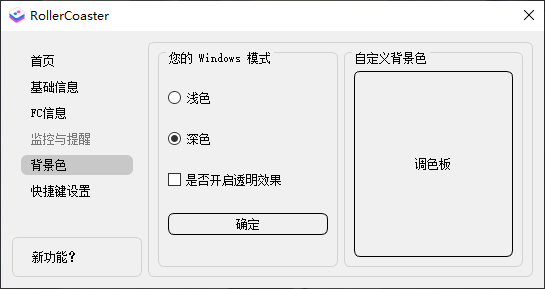 RollerCoaster
首页
基础信息
FC信息
监控与提醒
背景色
快捷键设置
新功能?
您的 Windows 模式
浅色
深色
是否开启透明效果
确定
自定义背景色
调色板